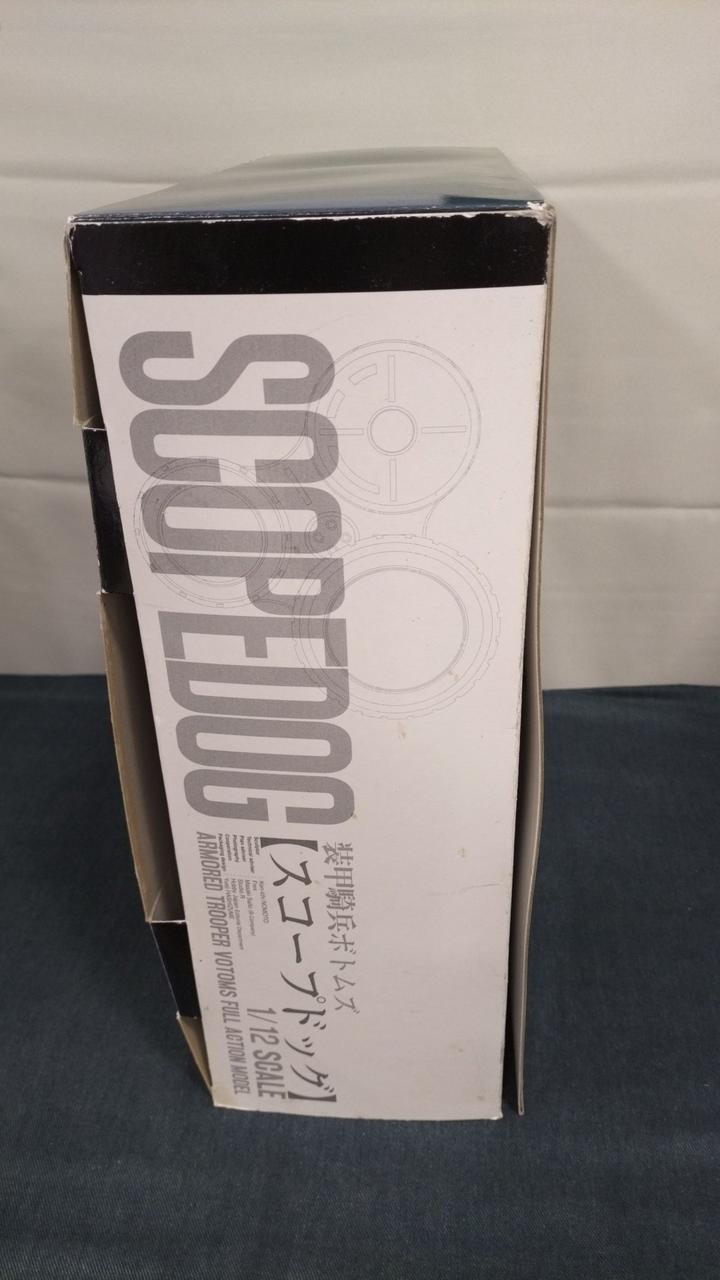 SCOPEDOG
装甲騎兵ボトムズ
【スコープドッグ】
1/12 SCALE
ARMORED TROOPER VOTOMS FULL ACTION MODEL